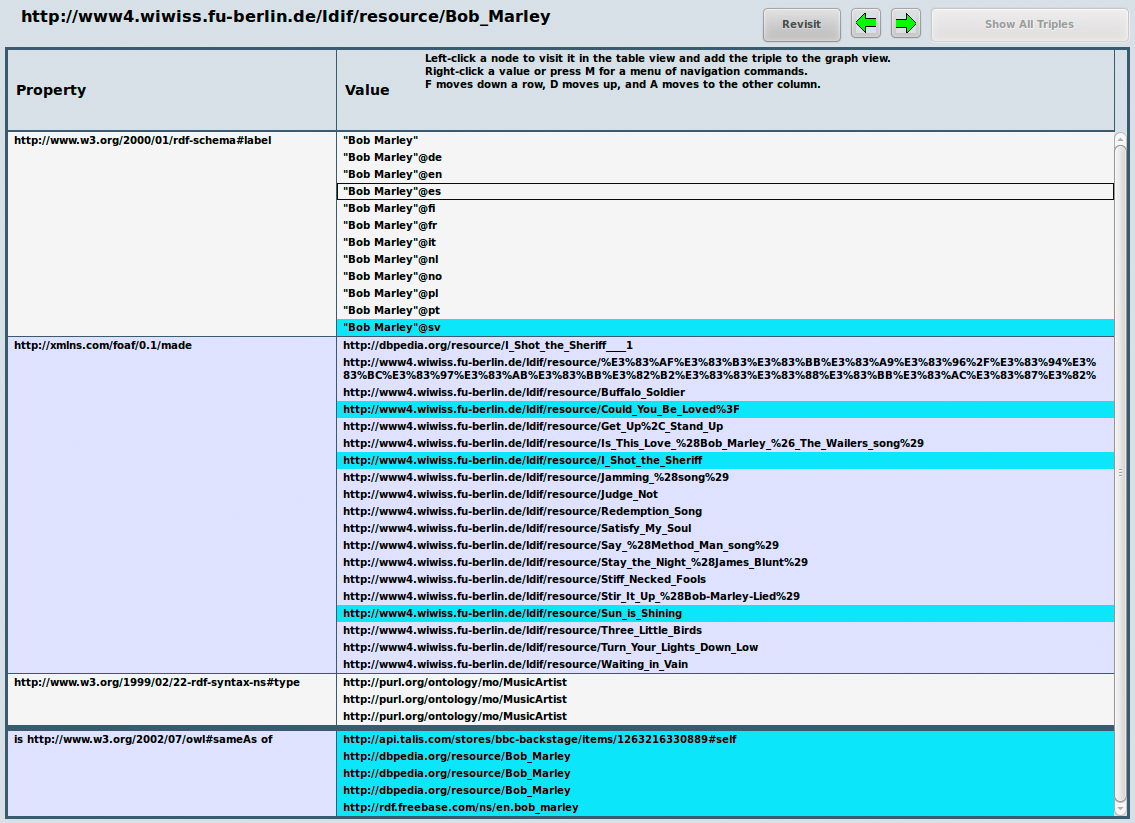 http://www4.wiwiss.fu-berlin.de/ldif/resource/Bob_Marley
Revisit
Show All Triples
Property
Value
Left-click a node to visit it in the table view and add the triple to the graph view.
Right-click a value or press M for a menu of navigation commands.
F moves down a row, D moves up, and A moves to the other column.
http://www.w3.org/2000/01/rdf-schema#label
"Bob Marley"
"Bob Marley"@de
"Bob Marley"@en
"Bob Marley"@es
"Bob Marley"@fi
"Bob Marley"@fr
"Bob Marley"@it
"Bob Marley"@nl
"Bob Marley"@no
"Bob Marley"@pl
"Bob Marley"@pt
"Bob Marley"@sv
http://xmlns.com/foaf/0.1/made
http://dbpedia.org/resource/I_Shot_the_Sheriff___1
http://www4.wiwiss.fu-berlin.de/ldif/resource/%E3%83%AF%E3%83%B3%E3%83%BB%E3%83%A9%E3%83%96%2F%E3%83%94%E3%
83%BC%E3%83%97%E3%83%AB%E3%83%BB%E3%82%B2%E3%83%83%E3%83%88%E3%83%BB%E3%83%AC%E3%83%87%E3%82%
http://www4.wiwiss.fu-berlin.de/ldif/resource/Buffalo_Soldier
http://www4.wiwiss.fu-berlin.de/ldif/resource/Could_You_Be_Loved%3F
http://www4.wiwiss.fu-berlin.de/ldif/resource/Get_Up%2C_Stand_Up
http://www4.wiwiss.fu-berlin.de/ldif/resource/Is_This_Love_%28Bob_Marley_%26_The_Wailers_song%29
http://www4.wiwiss.fu-berlin.de/ldif/resource/I_Shot_the_Sheriff
http://www4.wiwiss.fu-berlin.de/ldif/resource/Jamming_%28song%29
http://www4.wiwiss.fu-berlin.de/ldif/resource/Judge_Not
http://www4.wiwiss.fu-berlin.de/ldif/resource/Redemption_Song
http://www4.wiwiss.fu-berlin.de/ldif/resource/Satisfy_My_Soul
http://www4.wiwiss.fu-berlin.de/ldif/resource/Say_%28Method_Man_song%29
http://www4.wiwiss.fu-berlin.de/ldif/resource/Stay_the_Night_%28James_Blunt%29
http://www4.wiwiss.fu-berlin.de/ldif/resource/Stiff_Necked_Fools
http://www4.wiwiss.fu-berlin.de/ldif/resource/Stir_It_Up_%28Bob-Marley-Lied%29
http://www4.wiwiss.fu-berlin.de/ldif/resource/Sun_is_Shining
http://www4.wiwiss.fu-berlin.de/ldif/resource/Three_Little_Birds
http://www4.wiwiss.fu-berlin.de/ldif/resource/Turn_Your_Lights_Down_Low
http://www4.wiwiss.fu-berlin.de/ldif/resource/Waiting_in_Vain
http://www.w3.org/1999/02/22-rdf-syntax-ns#type
http://purl.org/ontology/mo/MusicArtist
http://purl.org/ontology/mo/MusicArtist
http://purl.org/ontology/mo/MusicArtist
is http://www.w3.org/2002/07/owl#sameAs of
http://api.talis.com/stores/bbc-backstage/items/1263216330889#self
http://dbpedia.org/resource/Bob_Marley
http://dbpedia.org/resource/Bob_Marley
http://dbpedia.org/resource/Bob_Marley
http://rdf.freebase.com/ns/en.bob_marley